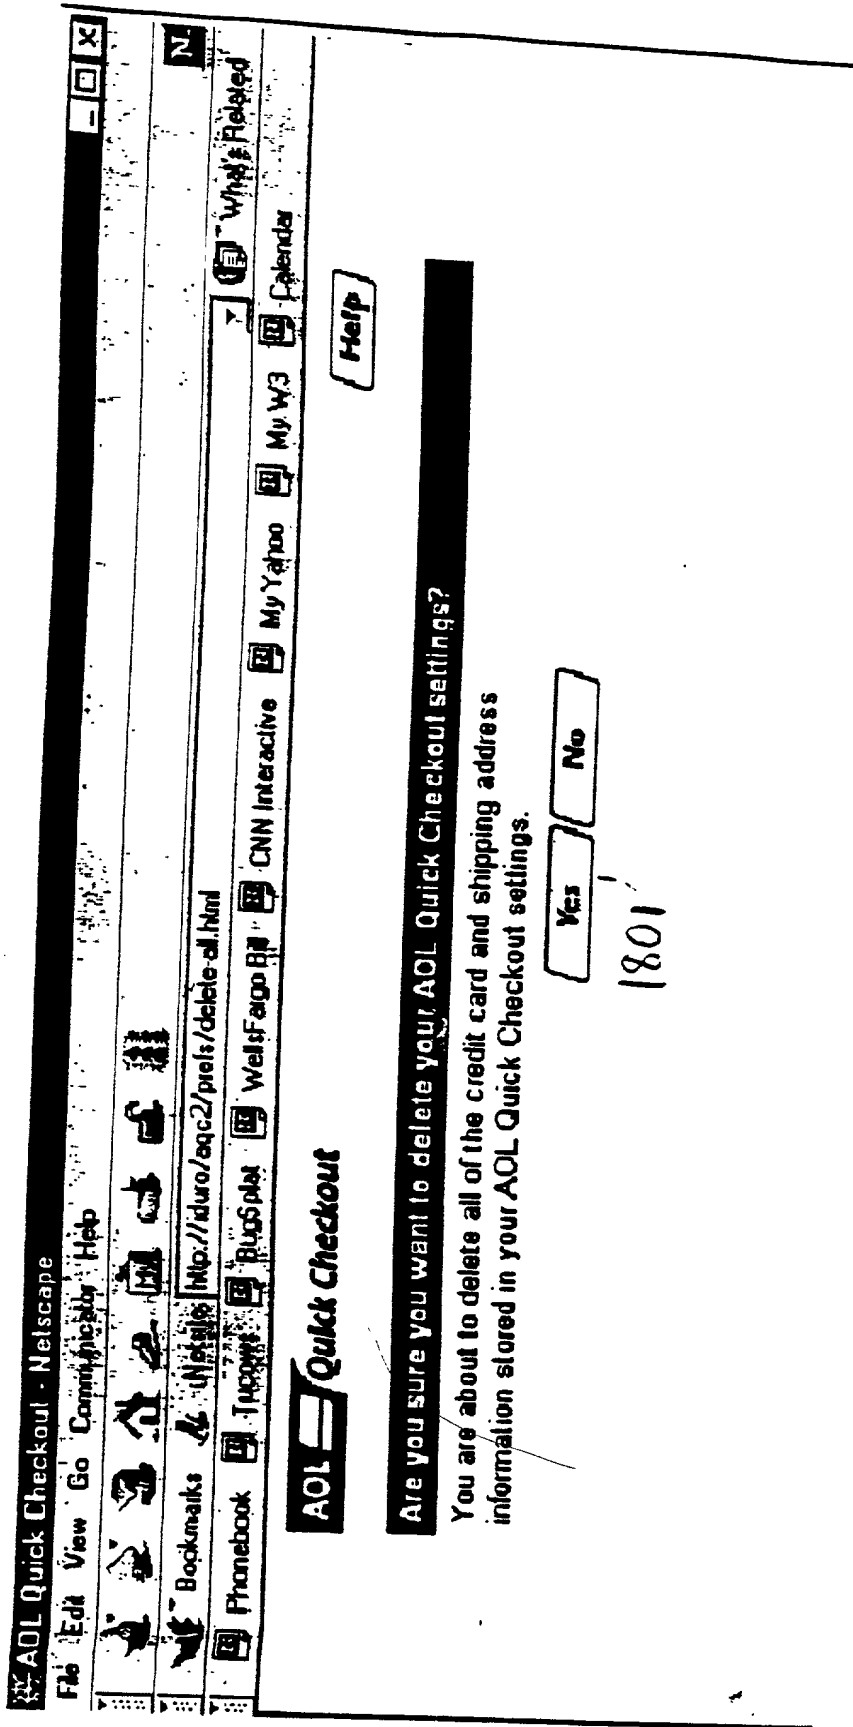 AOL Quick Checkout - Netscape
File Edit View Go Communicator Help
N
Bookmarks Netsite http://iduro/aqc2/prefs/delete-all.html What's Related
Phonebook Tucows BugSplat WellsFargo Bill CNN Interactive My Yahoo My W3 Calendar
AOL Quick Checkout Help
Are you sure you want to delete your AOL Quick Checkout settings?
You are about to delete all of the credit card and shipping address
information stored in your AOL Quick Checkout settings.
Yes No
1801